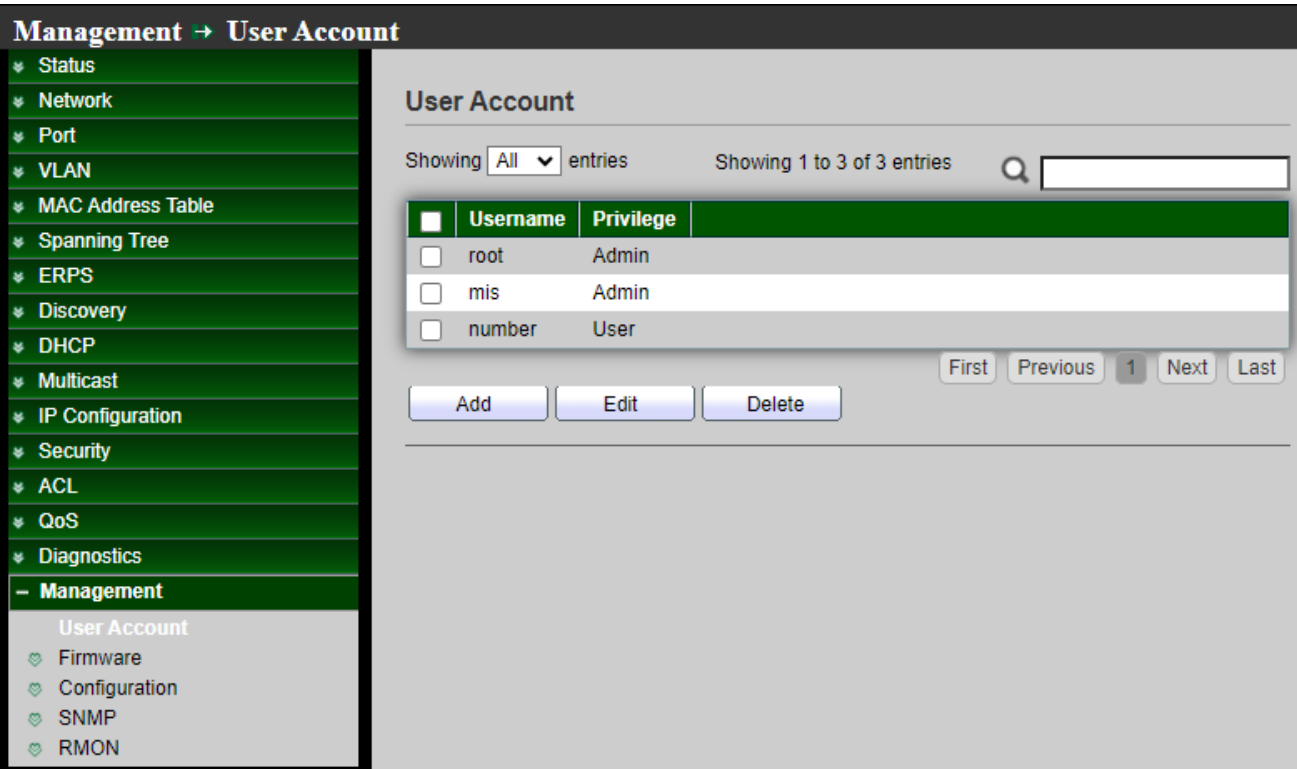 Management → User Account
Status
Network
Port
VLAN
MAC Address Table
Spanning Tree
ERPS
Discovery
DHCP
Multicast
IP Configuration
Security
ACL
QoS
Diagnostics
Management
User Account
Firmware
Configuration
SNMP
RMON
User Account
Showing All entries Showing 1 to 3 of 3 entries
Username Privilege
root Admin
mis Admin
number User
First Previous 1 Next Last
Add Edit Delete